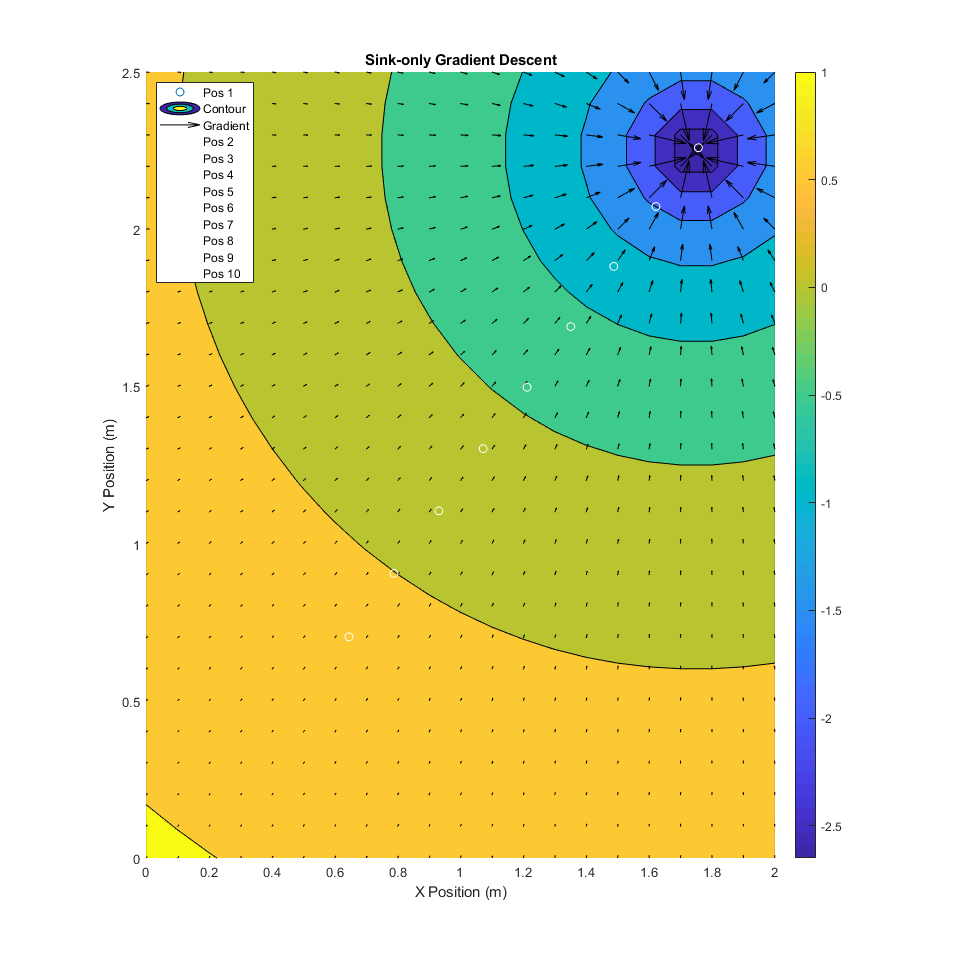 Sink-only Gradient Descent
Pos 1
Contour
Gradient
Pos 2
Pos 3
Pos 4
Pos 5
Pos 6
Pos 7
Pos 8
Pos 9
Pos 10
2.5
2
1.5
1
0.5
0
Y Position (m)
0 0.2 0.4 0.6 0.8 1 1.2 1.4 1.6 1.8 2
X Position (m)
1
0.5
0
-0.5
-1
-1.5
-2
-2.5